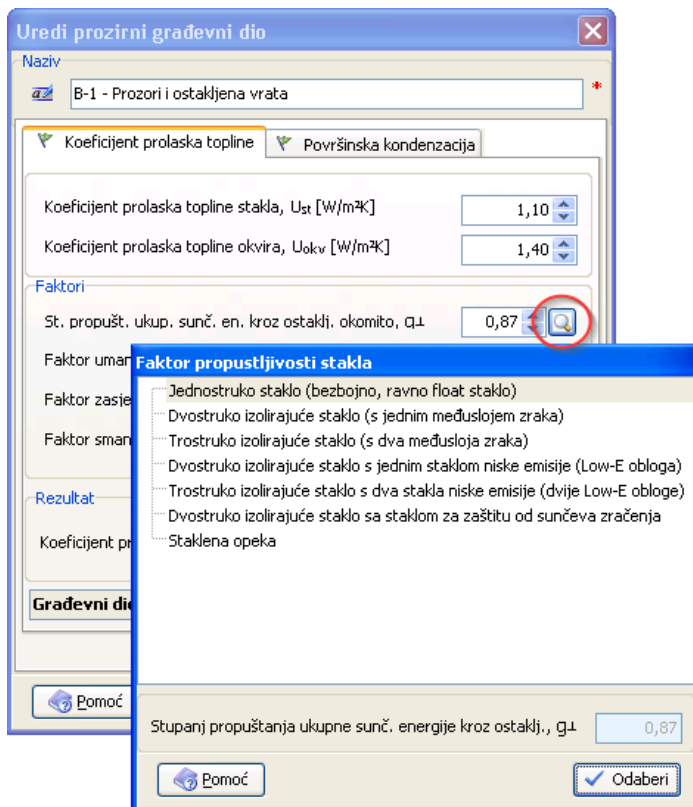 Uredi prozirni građevni dio
Naziv
B-1 - Prozori i ostakljena vrata *
Koeficijent prolaska topline Površinska kondenzacija
Koeficijent prolaska topline stakla, Ust [W/m²K] 1,10
Koeficijent prolaska topline okvira, Uokv [W/m²K] 1,40
Faktori
St. propušt. ukup. sunč. en. kroz ostaklj. okomito, g⊥ 0,87
Faktor
Faktor
Faktor
Rezultat
Koeficijent
Građevni
Pomoć
Faktor propustljivosti stakla
Jednostruko staklo (bezbojno, ravno float staklo)
Dvostruko izolirajuće staklo (s jednim međuslojem zraka)
Trostruko izolirajuće staklo (s dva međusloja zraka)
Dvostruko izolirajuće staklo s jednim staklom niske emisije (Low-E obloga)
Trostruko izolirajuće staklo s dva stakla niske emisije (dvije Low-E obloge)
Dvostruko izolirajuće staklo sa staklom za zaštitu od sunčeva zračenja
Staklena opeka
Stupanj propuštanja ukupne sunč. energije kroz ostaklj., g⊥ 0,87
Pomoć Odaberi